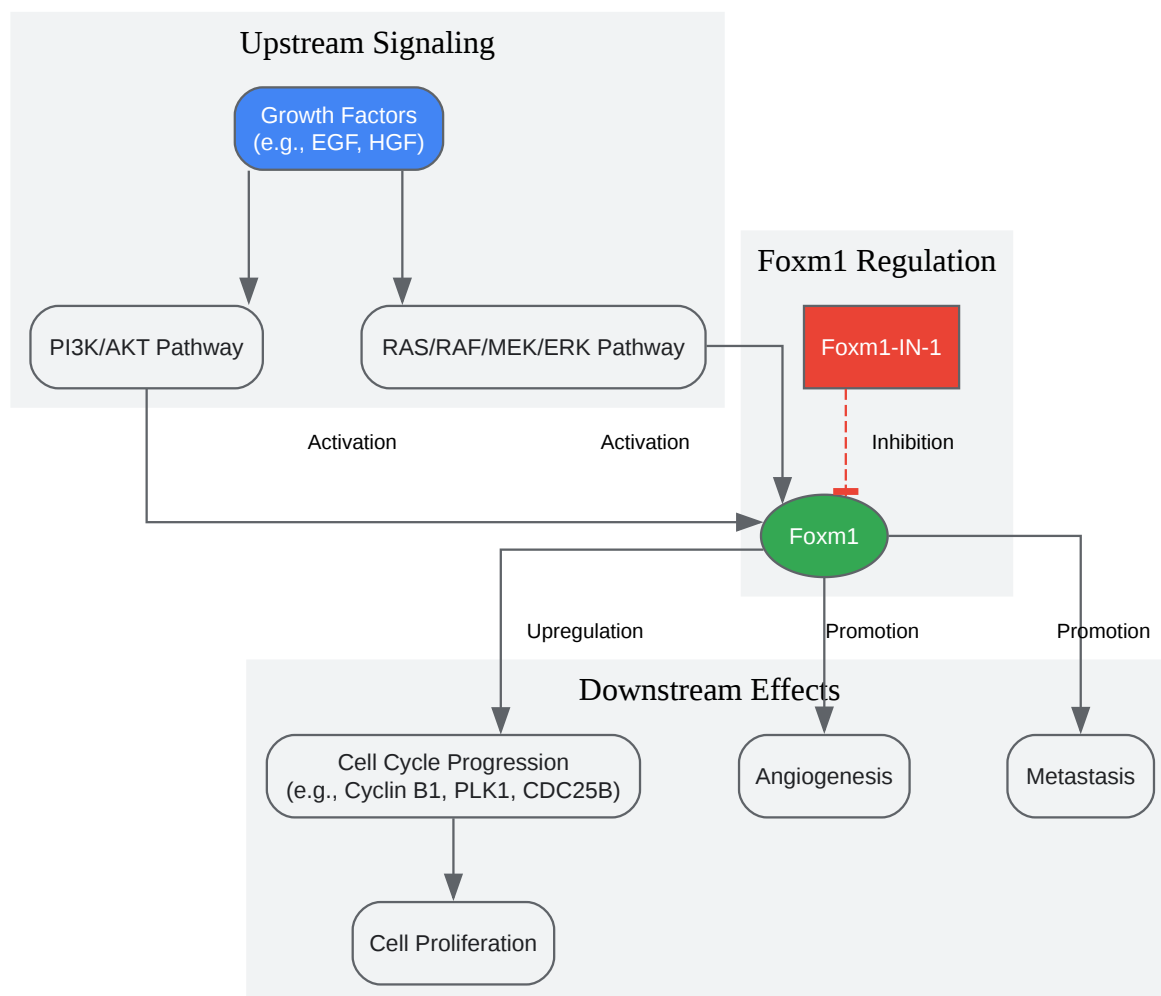 Upstream Signaling
Growth Factors
(e.g., EGF, HGF)
Foxm1 Regulation
PI3K/AKT Pathway
RAS/RAF/MEK/ERK Pathway
Foxm1-IN-1
Activation
Activation
Inhibition
Foxm1
Upregulation
Promotion
Promotion
Downstream Effects
Cell Cycle Progression
(e.g., Cyclin B1, PLK1, CDC25B)
Angiogenesis
Metastasis
Cell Proliferation